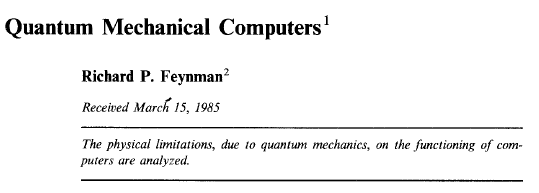 Quantum Mechanical Computers¹
Richard P. Feynman²
Received March 15, 1985
The physical limitations, due to quantum mechanics, on the functioning of com-
puters are analyzed.